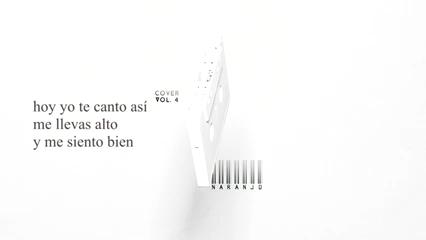 COVER
VOL. 4
hoy yo te canto así
me llevas alto
y me siento bien
NARANJO